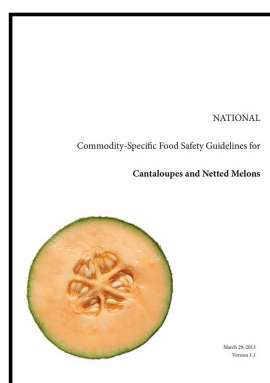 NATIONAL
Commodity-Specific Food Safety Guidelines for
Cantaloupes and Netted Melons
March 29, 2013
Version 1.1